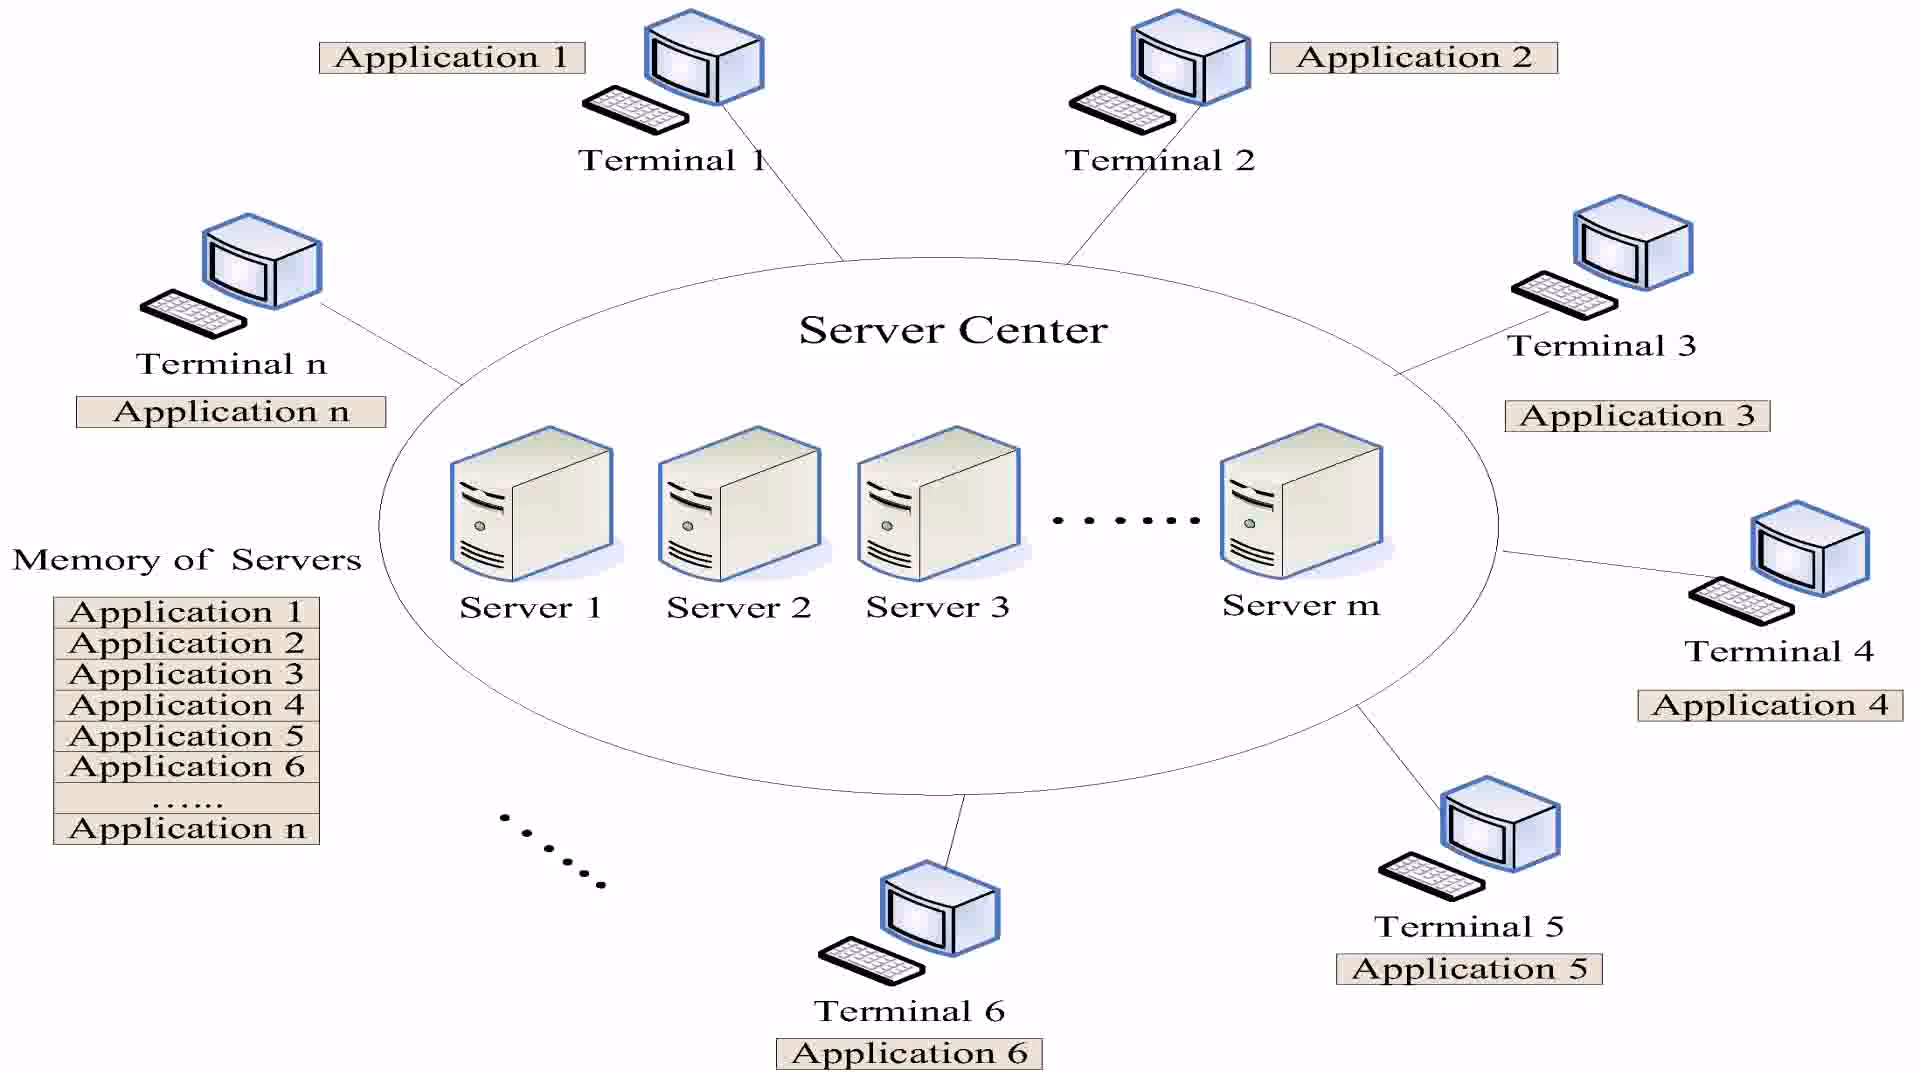 Application 1
Application 2
Terminal 1
Terminal 2
Server Center
Terminal 3
Terminal n
Application n
Application 3
......
Server 1
Server 2
Server 3
Server m
Memory of Servers
Application 1
Application 2
Application 3
Application 4
Application 5
Application 6
......
Application n
Terminal 4
Application 4
......
Terminal 5
Application 5
Terminal 6
Application 6